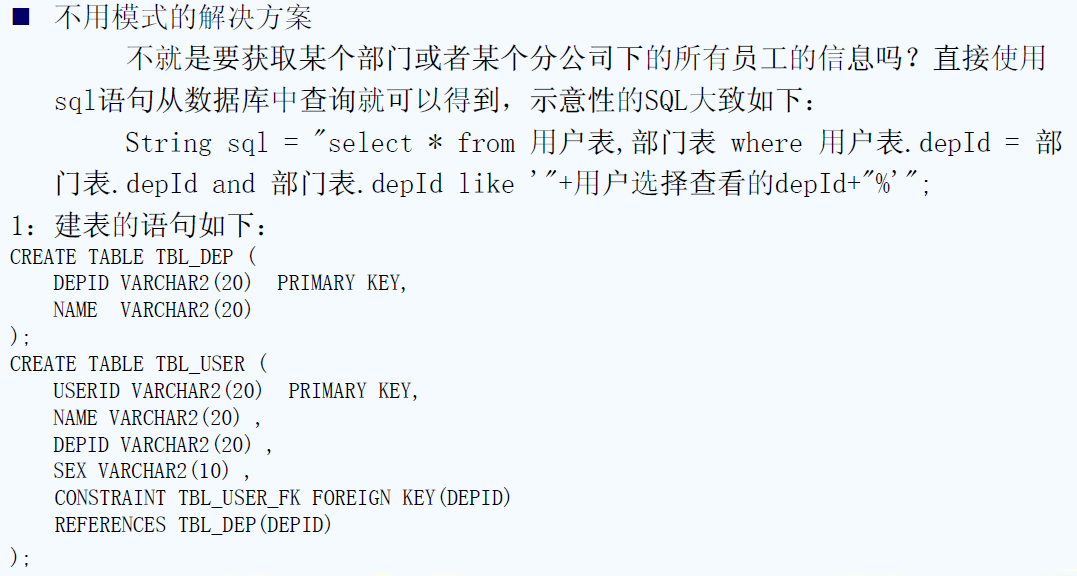 ■ 不用模式的解决方案
不就是要获取某个部门或者某个分公司下的所有员工的信息吗？直接使用
sql语句从数据库中查询就可以得到，示意性的SQL大致如下：
String sql = "select * from 用户表,部门表 where 用户表.depId = 部
门表.depId and 部门表.depId like '"+用户选择查看的depId+"%'";
1：建表的语句如下：
CREATE TABLE TBL_DEP (
DEPID VARCHAR2(20)  PRIMARY KEY,
NAME  VARCHAR2(20)
);
CREATE TABLE TBL_USER (
USERID VARCHAR2(20)  PRIMARY KEY,
NAME VARCHAR2(20) ,
DEPID VARCHAR2(20) ,
SEX VARCHAR2(10) ,
CONSTRAINT TBL_USER_FK FOREIGN KEY(DEPID)
REFERENCES TBL_DEP(DEPID)
);